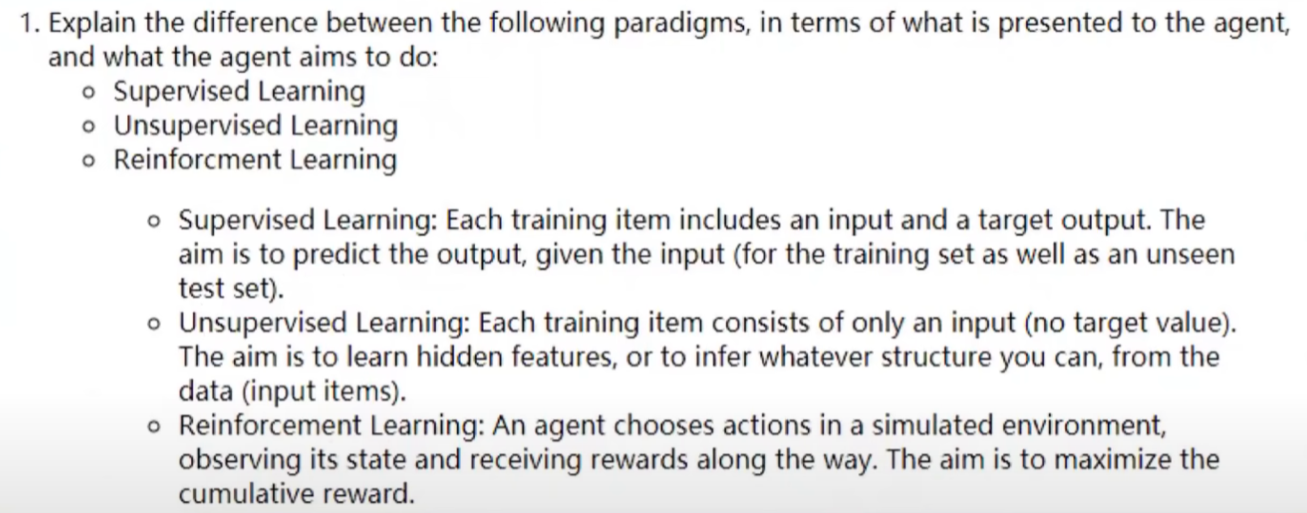 1. Explain the difference between the following paradigms, in terms of what is presented to the agent,
and what the agent aims to do:
○ Supervised Learning
○ Unsupervised Learning
○ Reinforcment Learning
○ Supervised Learning: Each training item includes an input and a target output. The
aim is to predict the output, given the input (for the training set as well as an unseen
test set).
○ Unsupervised Learning: Each training item consists of only an input (no target value).
The aim is to learn hidden features, or to infer whatever structure you can, from the
data (input items).
○ Reinforcement Learning: An agent chooses actions in a simulated environment,
observing its state and receiving rewards along the way. The aim is to maximize the
cumulative reward.